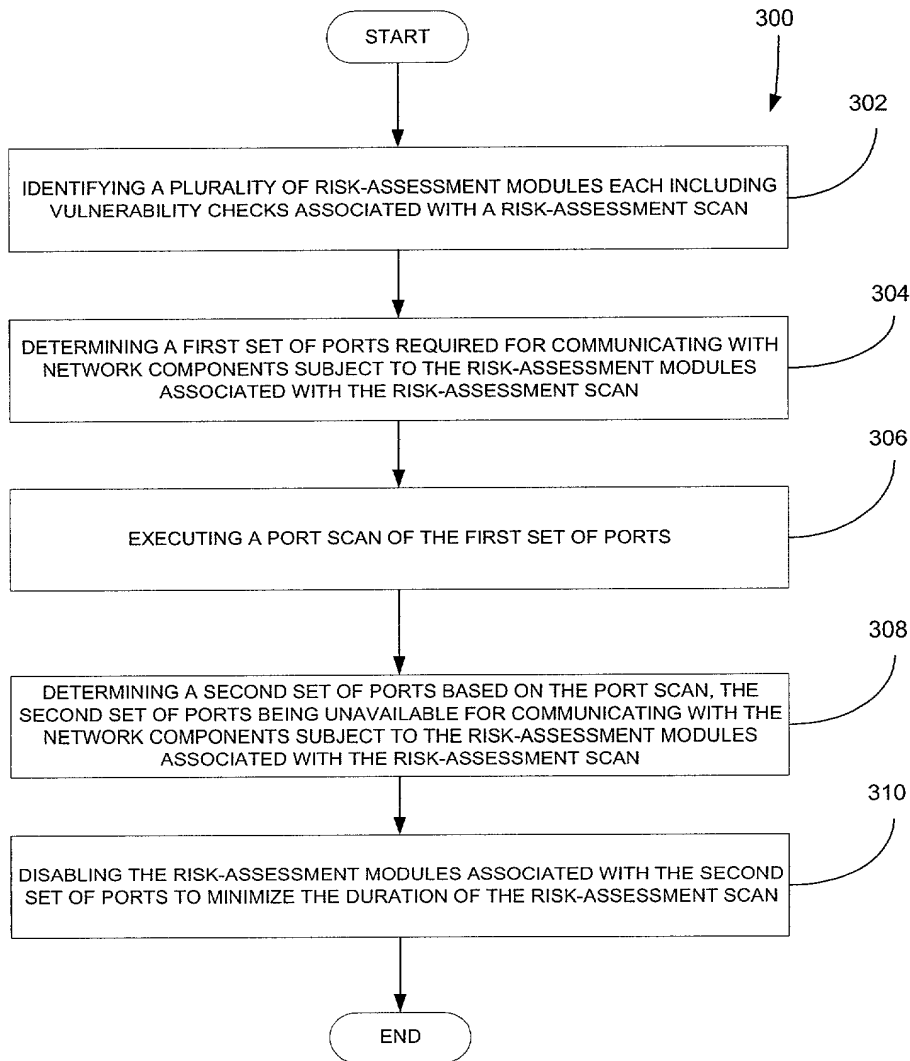 START
300
302
IDENTIFYING A PLURALITY OF RISK-ASSESSMENT MODULES EACH INCLUDING
VULNERABILITY CHECKS ASSOCIATED WITH A RISK-ASSESSMENT SCAN
304
DETERMINING A FIRST SET OF PORTS REQUIRED FOR COMMUNICATING WITH
NETWORK COMPONENTS SUBJECT TO THE RISK-ASSESSMENT MODULES
ASSOCIATED WITH THE RISK-ASSESSMENT SCAN
306
EXECUTING A PORT SCAN OF THE FIRST SET OF PORTS
308
DETERMINING A SECOND SET OF PORTS BASED ON THE PORT SCAN, THE
SECOND SET OF PORTS BEING UNAVAILABLE FOR COMMUNICATING WITH THE
NETWORK COMPONENTS SUBJECT TO THE RISK-ASSESSMENT MODULES
ASSOCIATED WITH THE RISK-ASSESSMENT SCAN
310
DISABLING THE RISK-ASSESSMENT MODULES ASSOCIATED WITH THE SECOND
SET OF PORTS TO MINIMIZE THE DURATION OF THE RISK-ASSESSMENT SCAN
END